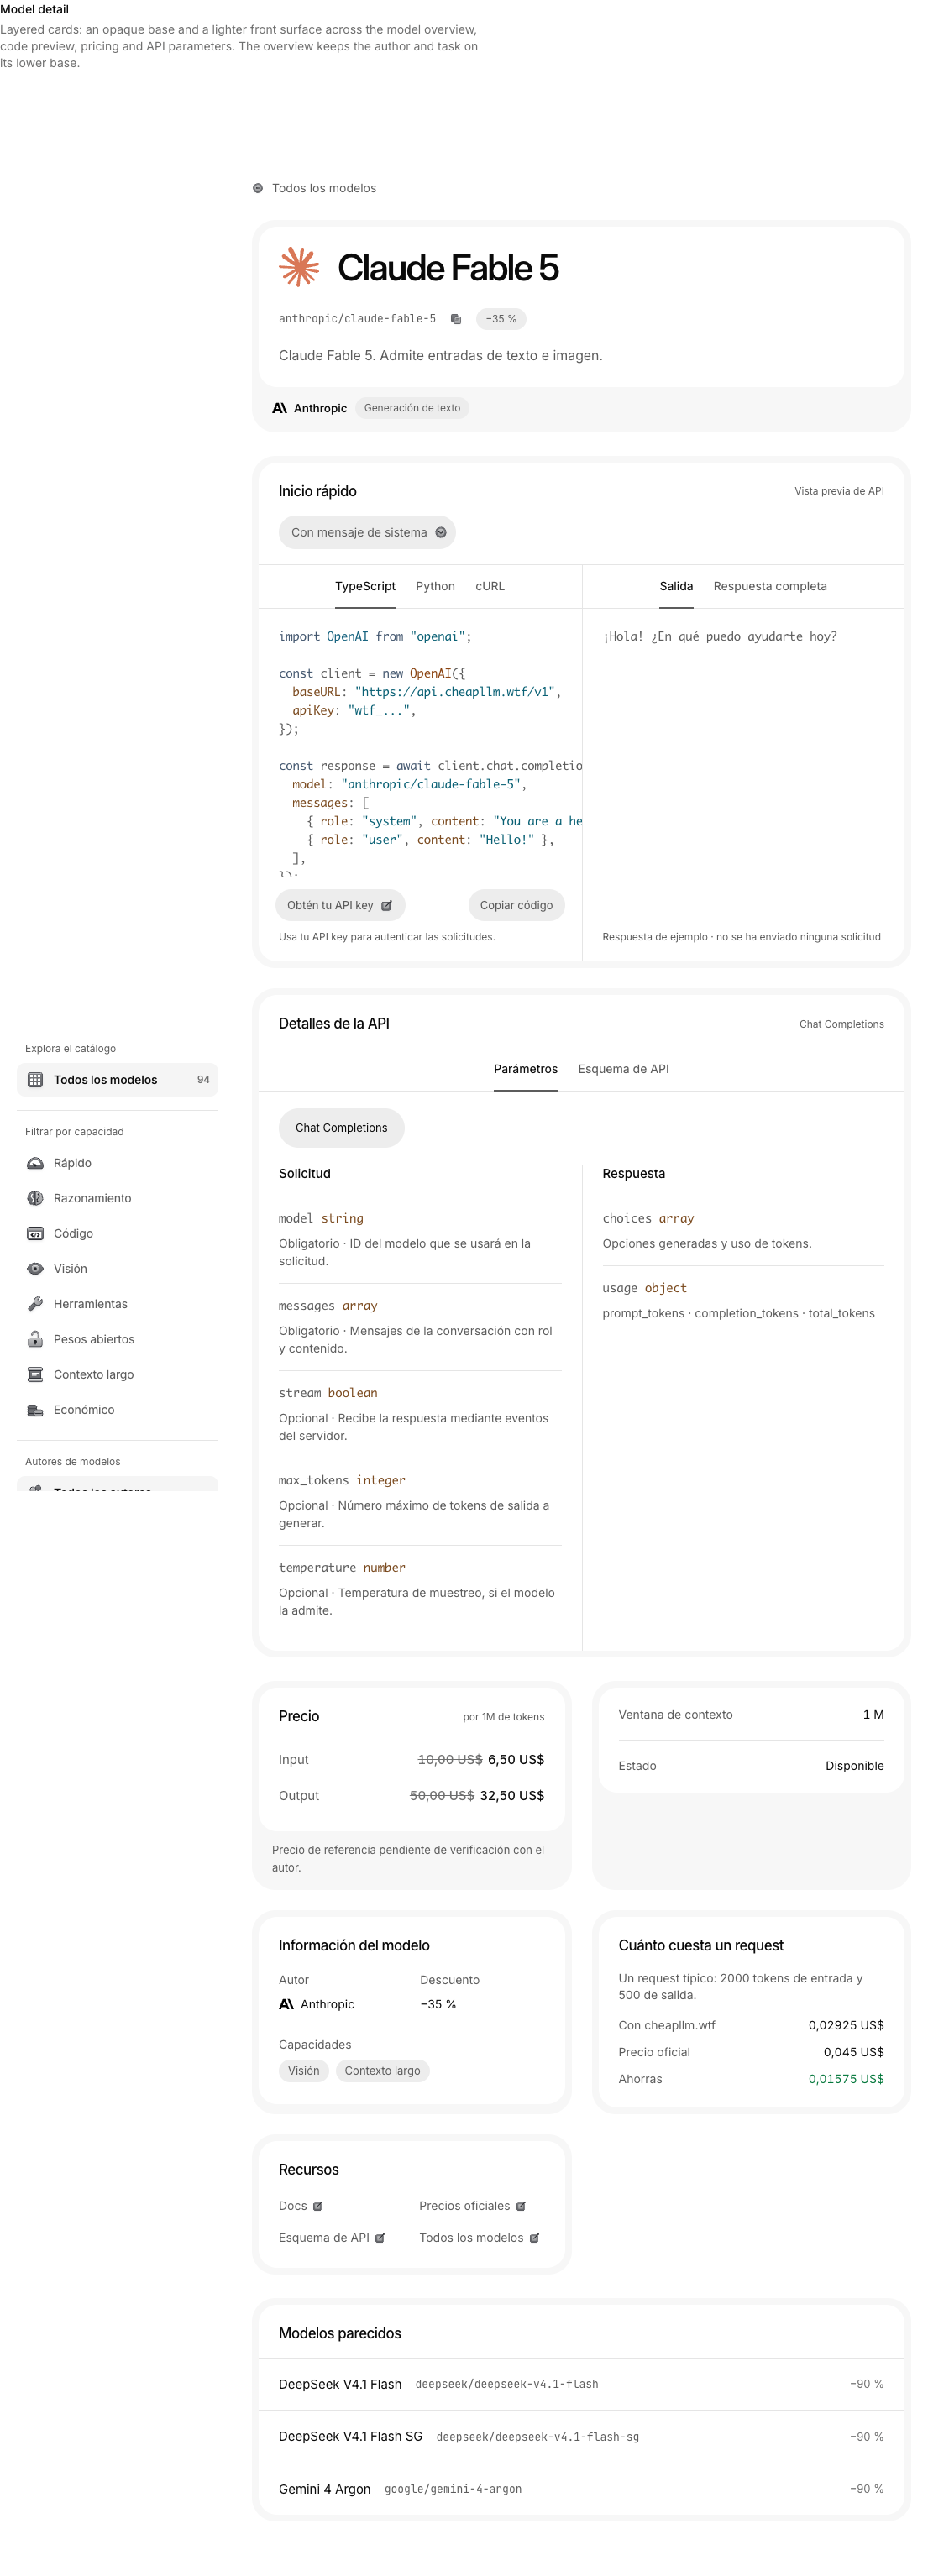 Model detail
Layered cards: an opaque base and a lighter front surface across the model overview,
code preview, pricing and API parameters. The overview keeps the author and task on
its lower base.
Todos los modelos
Claude Fable 5
anthropic/claude-fable-5
−35 %
Claude Fable 5. Admite entradas de texto e imagen.
Anthropic
Generación de texto
Inicio rápido
Vista previa de API
Con mensaje de sistema
TypeScript
Python
cURL
Salida
Respuesta completa
import OpenAI from "openai";
const client = new OpenAI({
baseURL: "https://api.cheapllm.wtf/v1",
apiKey: "wtf_...",
});
const response = await client.chat.completio
model: "anthropic/claude-fable-5",
messages: [
{ role: "system", content: "You are a he
{ role: "user", content: "Hello!" },
],
});
¡Hola! ¿En qué puedo ayudarte hoy?
Obtén tu API key
Copiar código
Usa tu API key para autenticar las solicitudes.
Respuesta de ejemplo · no se ha enviado ninguna solicitud
Explora el catálogo
Todos los modelos
94
Filtrar por capacidad
Rápido
Razonamiento
Código
Visión
Herramientas
Pesos abiertos
Contexto largo
Económico
Autores de modelos
Todos los autores
Detalles de la API
Chat Completions
Parámetros
Esquema de API
Chat Completions
Solicitud
model string
Obligatorio · ID del modelo que se usará en la
solicitud.
messages array
Obligatorio · Mensajes de la conversación con rol
y contenido.
stream boolean
Opcional · Recibe la respuesta mediante eventos
del servidor.
max_tokens integer
Opcional · Número máximo de tokens de salida a
generar.
temperature number
Opcional · Temperatura de muestreo, si el modelo
la admite.
Respuesta
choices array
Opciones generadas y uso de tokens.
usage object
prompt_tokens · completion_tokens · total_tokens
Precio
por 1M de tokens
Input
10,00 US$ 6,50 US$
Output
50,00 US$ 32,50 US$
Precio de referencia pendiente de verificación con el
autor.
Ventana de contexto
1 M
Estado
Disponible
Información del modelo
Autor
Descuento
Anthropic
−35 %
Capacidades
Visión
Contexto largo
Cuánto cuesta un request
Un request típico: 2000 tokens de entrada y
500 de salida.
Con cheapllm.wtf
0,02925 US$
Precio oficial
0,045 US$
Ahorras
0,01575 US$
Recursos
Docs
Precios oficiales
Esquema de API
Todos los modelos
Modelos parecidos
DeepSeek V4.1 Flash
deepseek/deepseek-v4.1-flash
−90 %
DeepSeek V4.1 Flash SG
deepseek/deepseek-v4.1-flash-sg
−90 %
Gemini 4 Argon
google/gemini-4-argon
−90 %